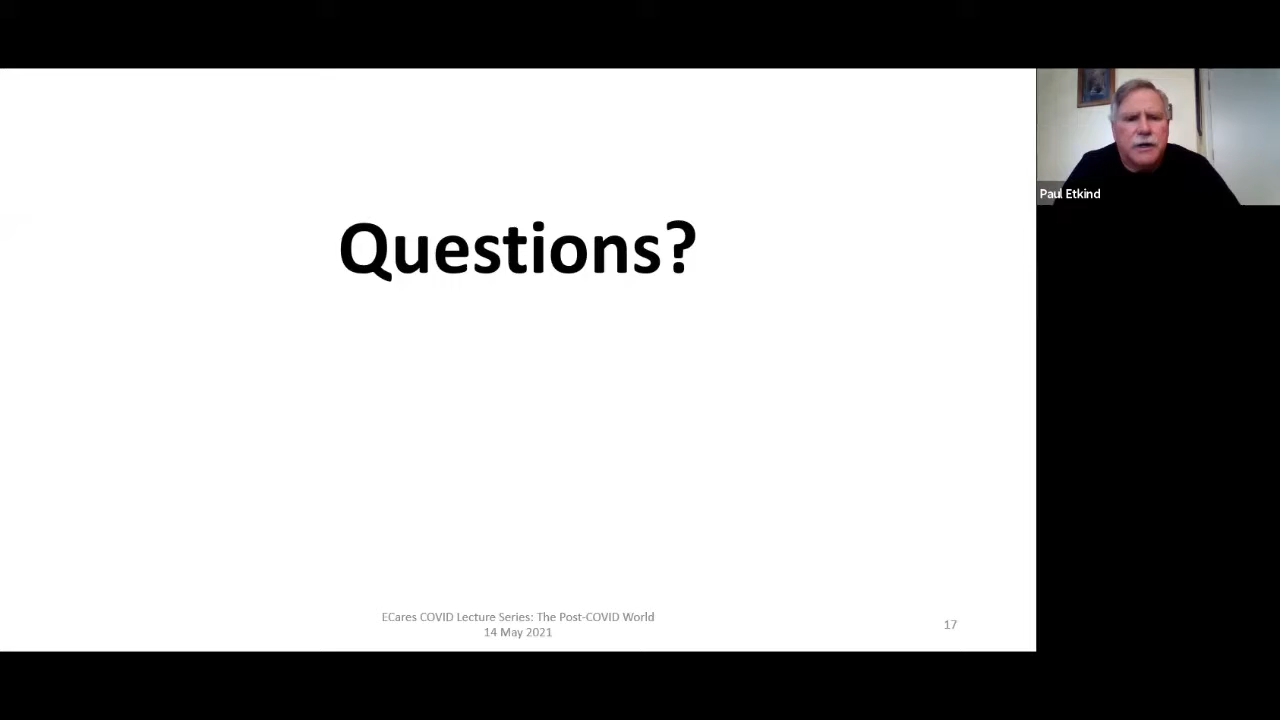 Questions?
Paul Etkind
ECares COVID Lecture Series: The Post-COVID World
14 May 2021
17